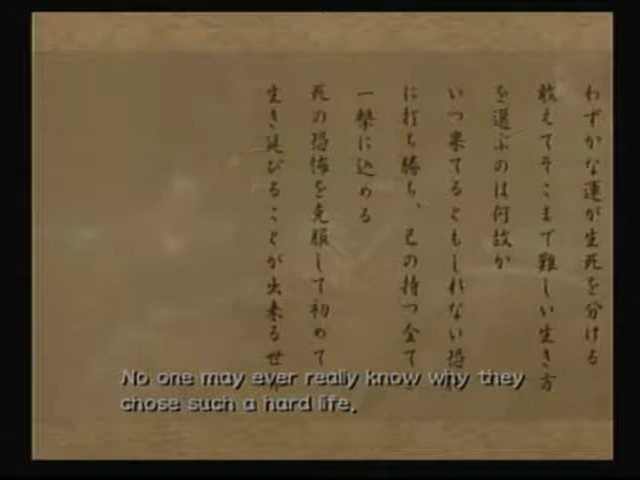 わずかな運が生死を分ける
敢えてそこまで難しい生き方
を選ぶのは何故か
いつ果てるともしれない恐
に打ち勝ち、己の持つ全て
一撃に込める
死の恐怖を克服して初めて
生き延びることが出来るせ
No one may ever really know why they
chose such a hard life.